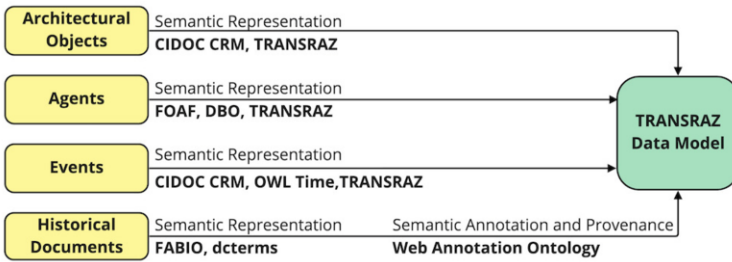 Architectural
Objects
Semantic Representation
CIDOC CRM, TRANSRAZ
Agents
Semantic Representation
FOAF, DBO, TRANSRAZ
Events
Semantic Representation
CIDOC CRM, OWL Time,TRANSRAZ
Historical
Documents
Semantic Representation
FABIO, dcterms
Semantic Annotation and Provenance
Web Annotation Ontology
TRANSRAZ
Data Model